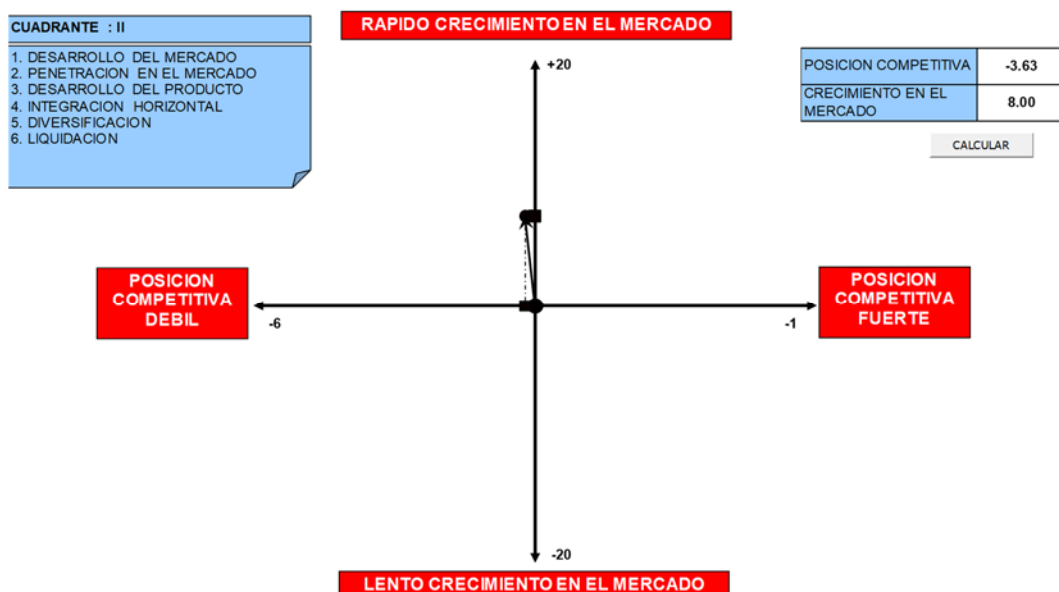 CUADRANTE : II
1. DESARROLLO DEL MERCADO
2. PENETRACION EN EL MERCADO
3. DESARROLLO DEL PRODUCTO
4. INTEGRACION HORIZONTAL
5. DIVERSIFICACION
6. LIQUIDACION
RAPIDO CRECIMIENTO EN EL MERCADO
+20
POSICION COMPETITIVA -3.63
CRECIMIENTO EN EL
MERCADO 8.00
CALCULAR
POSICION
COMPETITIVA
DEBIL
-6
-1
POSICION
COMPETITIVA
FUERTE
-20
LENTO CRECIMIENTO EN EL MERCADO